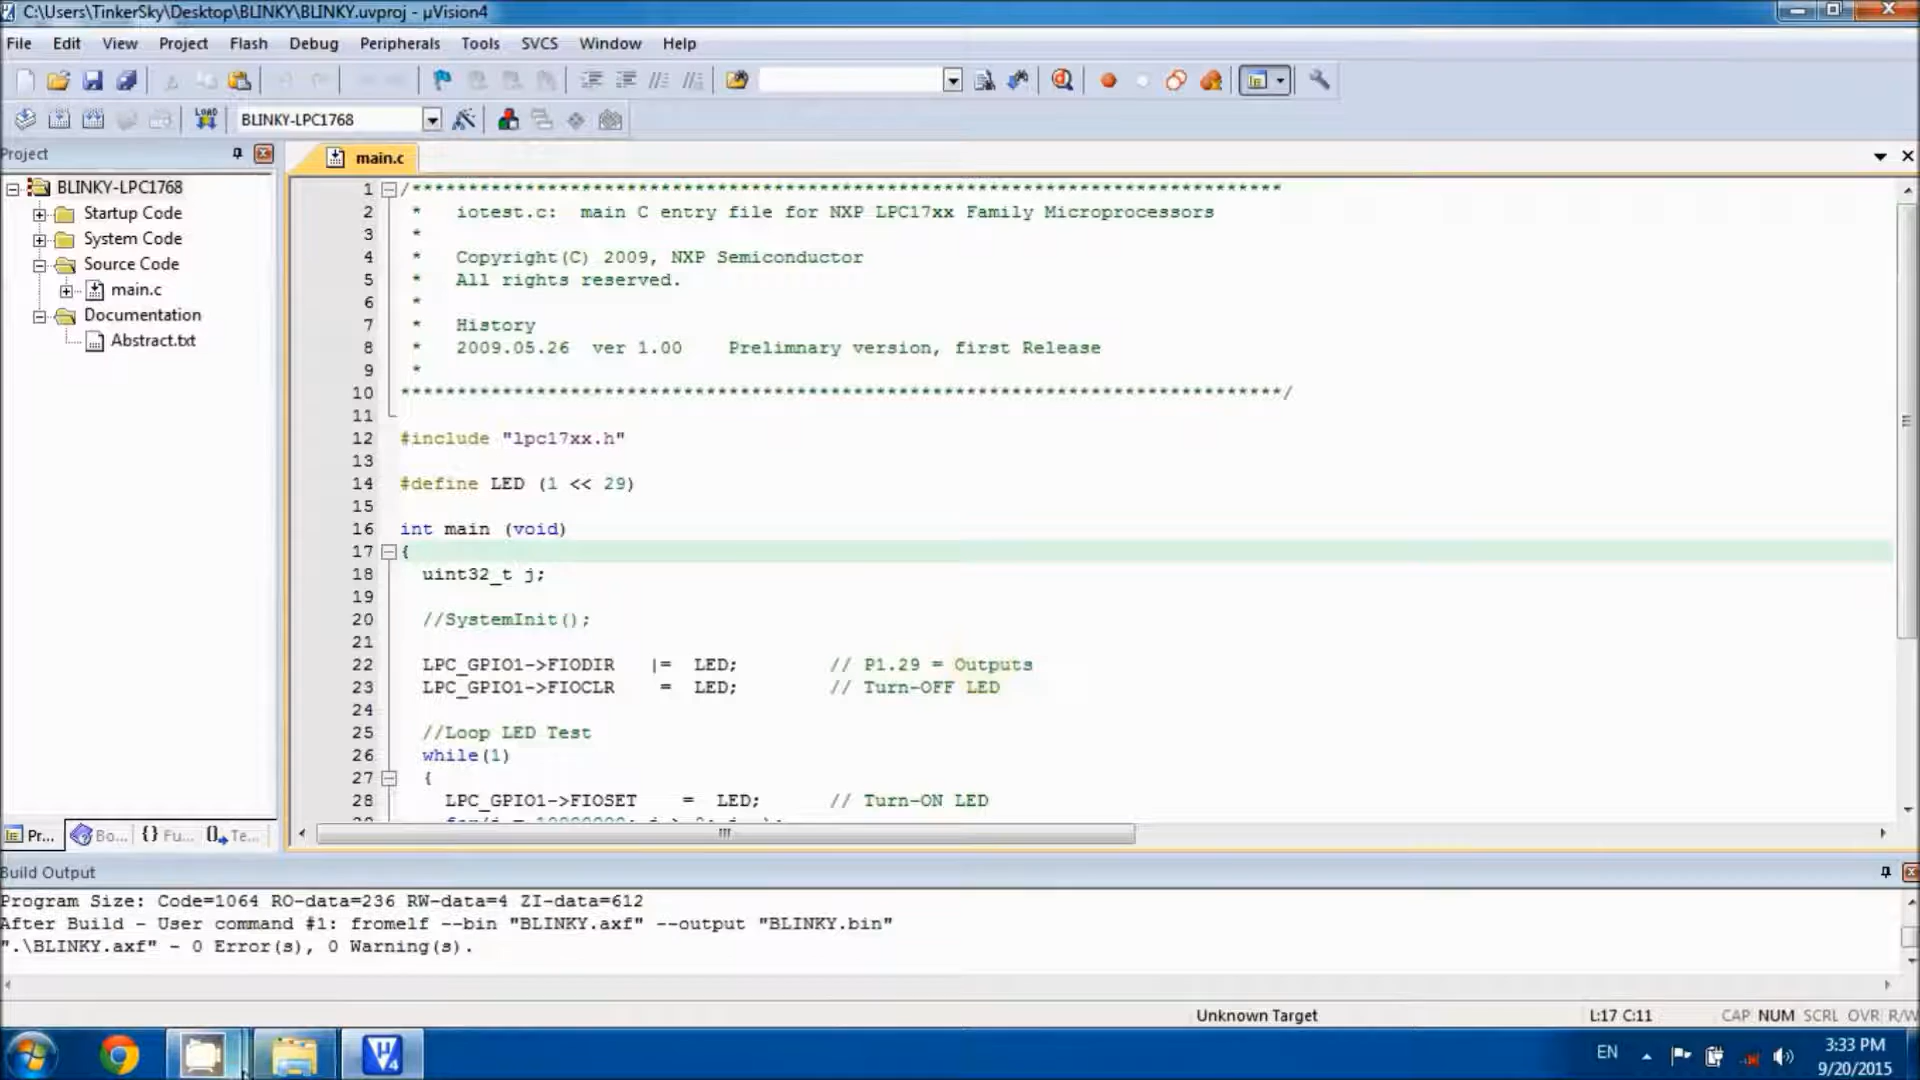 C:\Users\TinkerSky\Desktop\BLINKY\BLINKY.uvproj - µVision4
File Edit View Project Flash Debug Peripherals Tools SVCS Window Help
LOAD BLINKY-LPC1768
Project
main.c
BLINKY-LPC1768
Startup Code
System Code
Source Code
main.c
Documentation
Abstract.txt
1 /******************************************************************************
2 * iotest.c: main C entry file for NXP LPC17xx Family Microprocessors
3 *
4 * Copyright(C) 2009, NXP Semiconductor
5 * All rights reserved.
6 *
7 * History
8 * 2009.05.26 ver 1.00 Prelimnary version, first Release
9 *
10 ******************************************************************************/
11
12 #include "lpc17xx.h"
13
14 #define LED (1 << 29)
15
16 int main (void)
17 {
18 uint32_t j;
19
20 //SystemInit();
21
22 LPC_GPIO1->FIODIR |= LED; // P1.29 = Outputs
23 LPC_GPIO1->FIOCLR = LED; // Turn-OFF LED
24
25 //Loop LED Test
26 while(1)
27 {
28 LPC_GPIO1->FIOSET = LED; // Turn-ON LED
Pr... Bo... {} Fu... Te...
Build Output
Program Size: Code=1064 RO-data=236 RW-data=4 ZI-data=612
After Build - User command #1: fromelf --bin "BLINKY.axf" --output "BLINKY.bin"
".\BLINKY.axf" - 0 Error(s), 0 Warning(s).
Unknown Target L:17 C:11 CAP NUM SCRL OVR R/W
EN 3:33 PM
9/20/2015